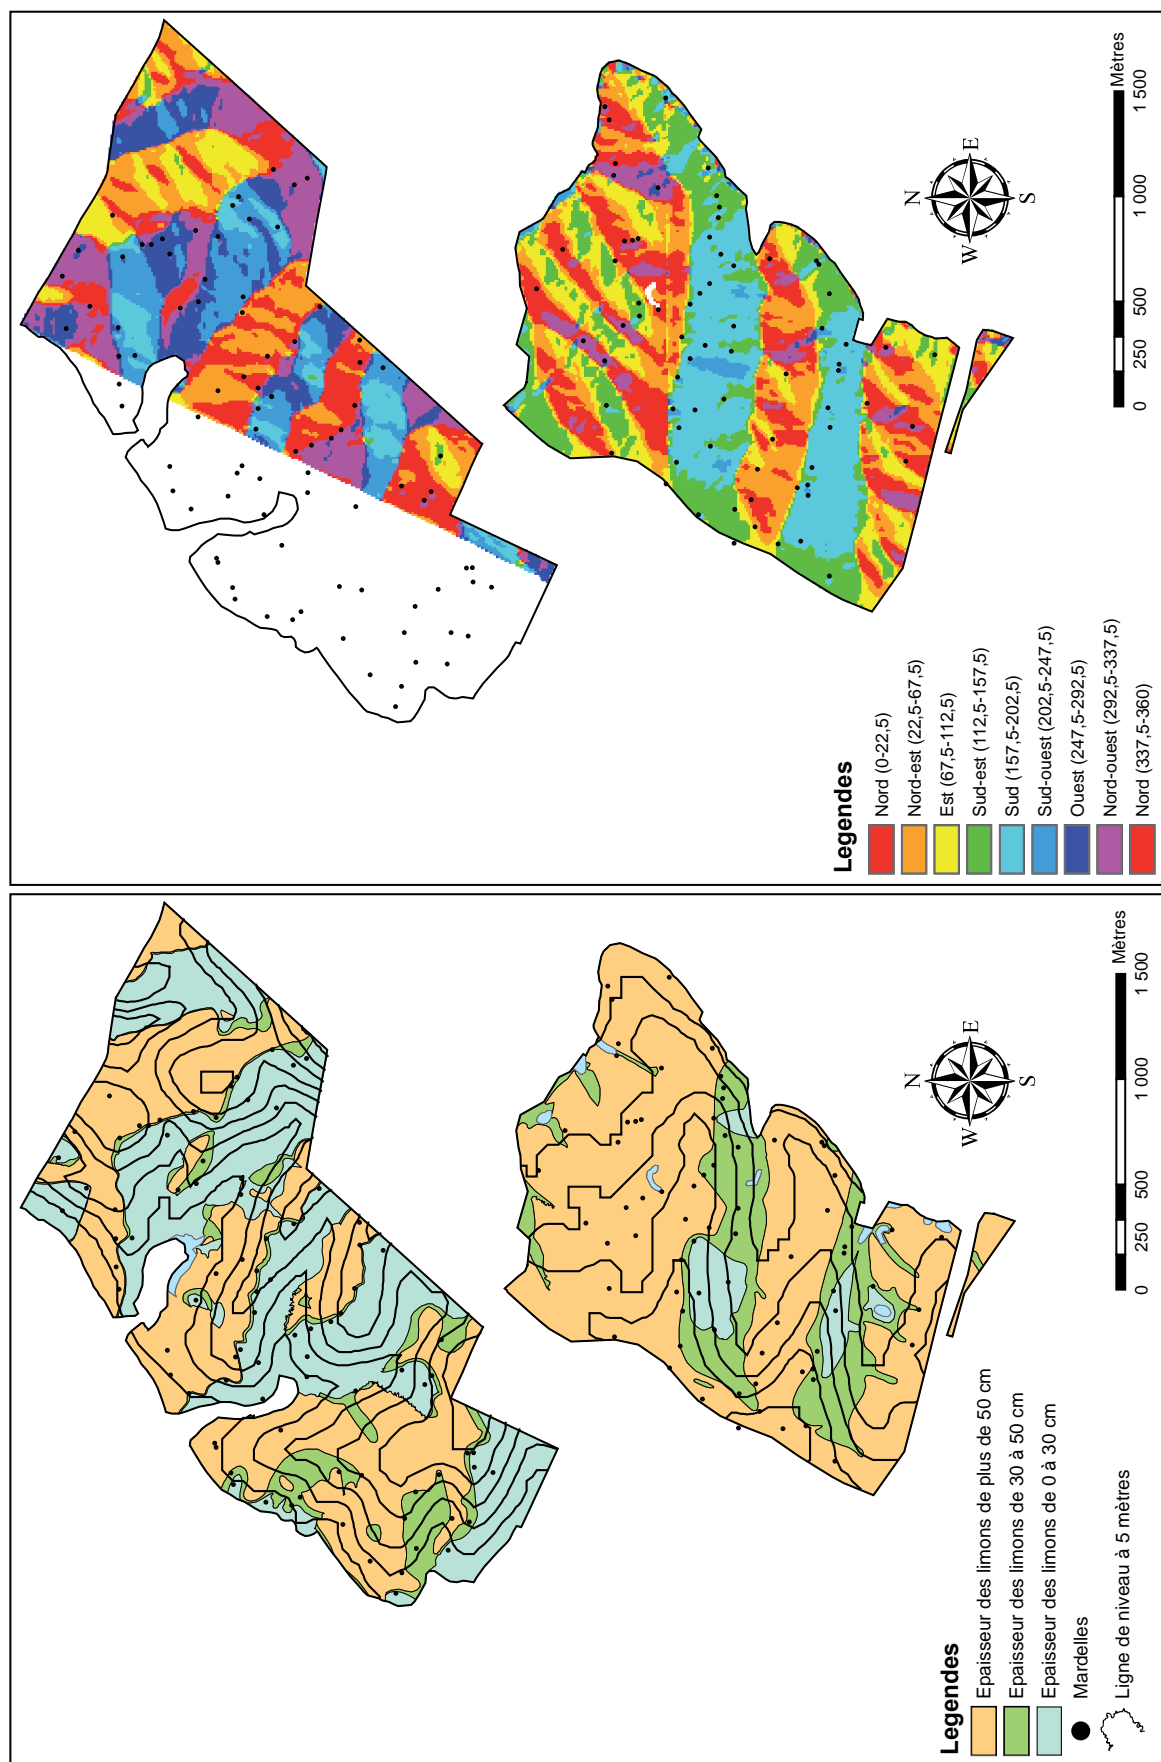 Legendes
Nord (0-22,5)
Nord-est (22,5-67,5)
Est (67,5-112,5)
Sud-est (112,5-157,5)
Sud (157,5-202,5)
Sud-ouest (202,5-247,5)
Ouest (247,5-292,5)
Nord-ouest (292,5-337,5)
Nord (337,5-360)
N
E
S
W
0 250 500 1 000 1 500
Mètres
Legendes
Epaisseur des limons de plus de 50 cm
Epaisseur des limons de 30 à 50 cm
Epaisseur des limons de 0 à 30 cm
Mardelles
Ligne de niveau à 5 mètres
N
E
S
W
0 250 500 1 000 1 500
Mètres